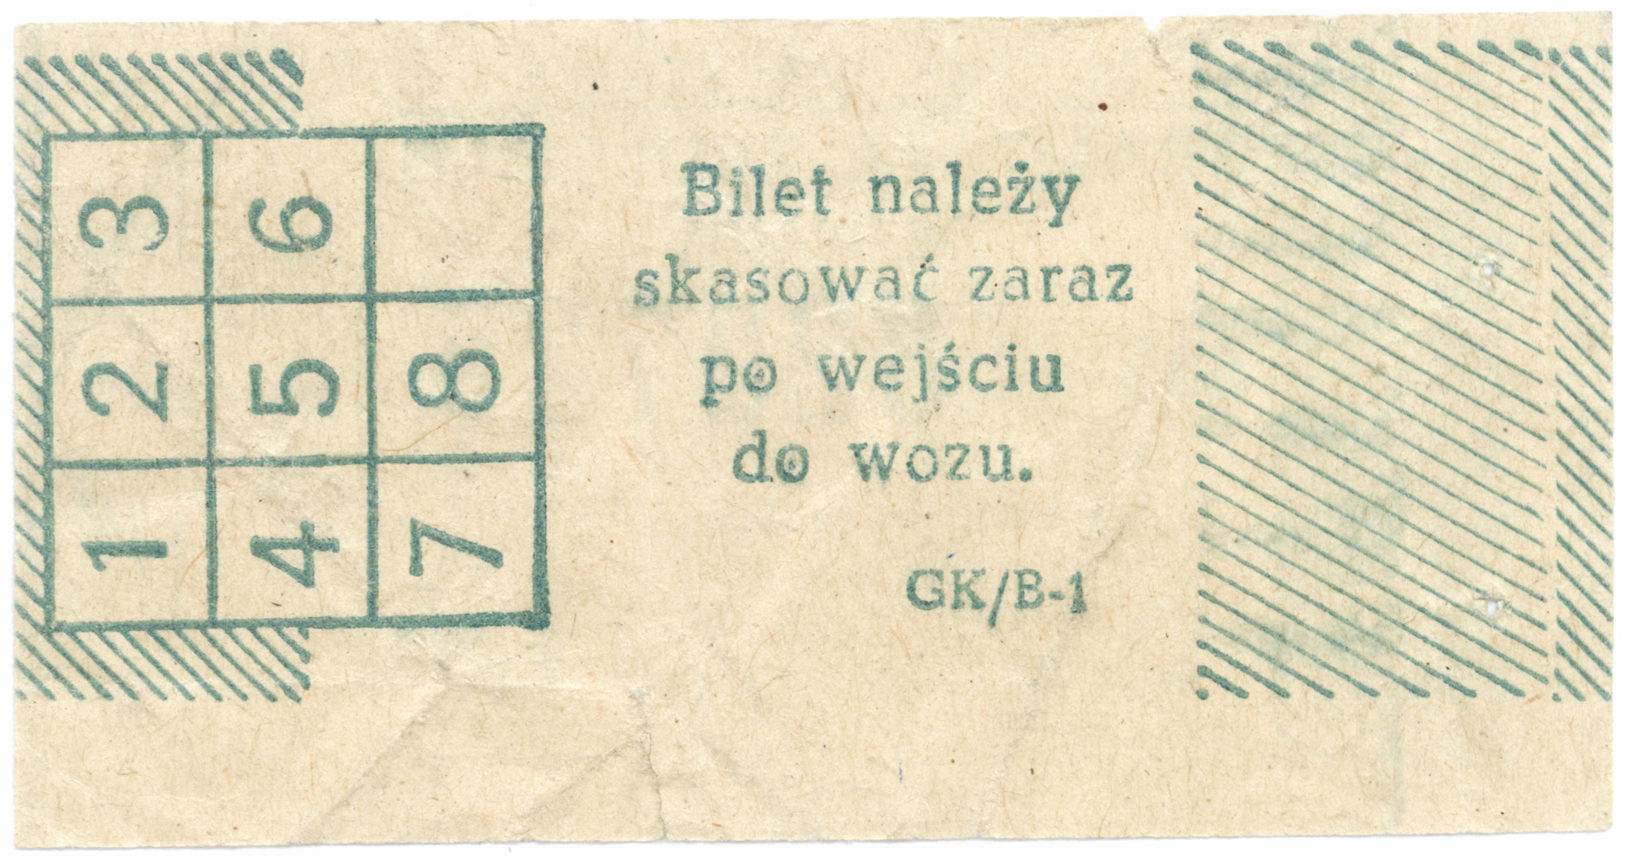 3 6
2 5 8
1 4 7
Bilet należy
skasować zaraz
po wejściu
do wozu.
GK/B-1